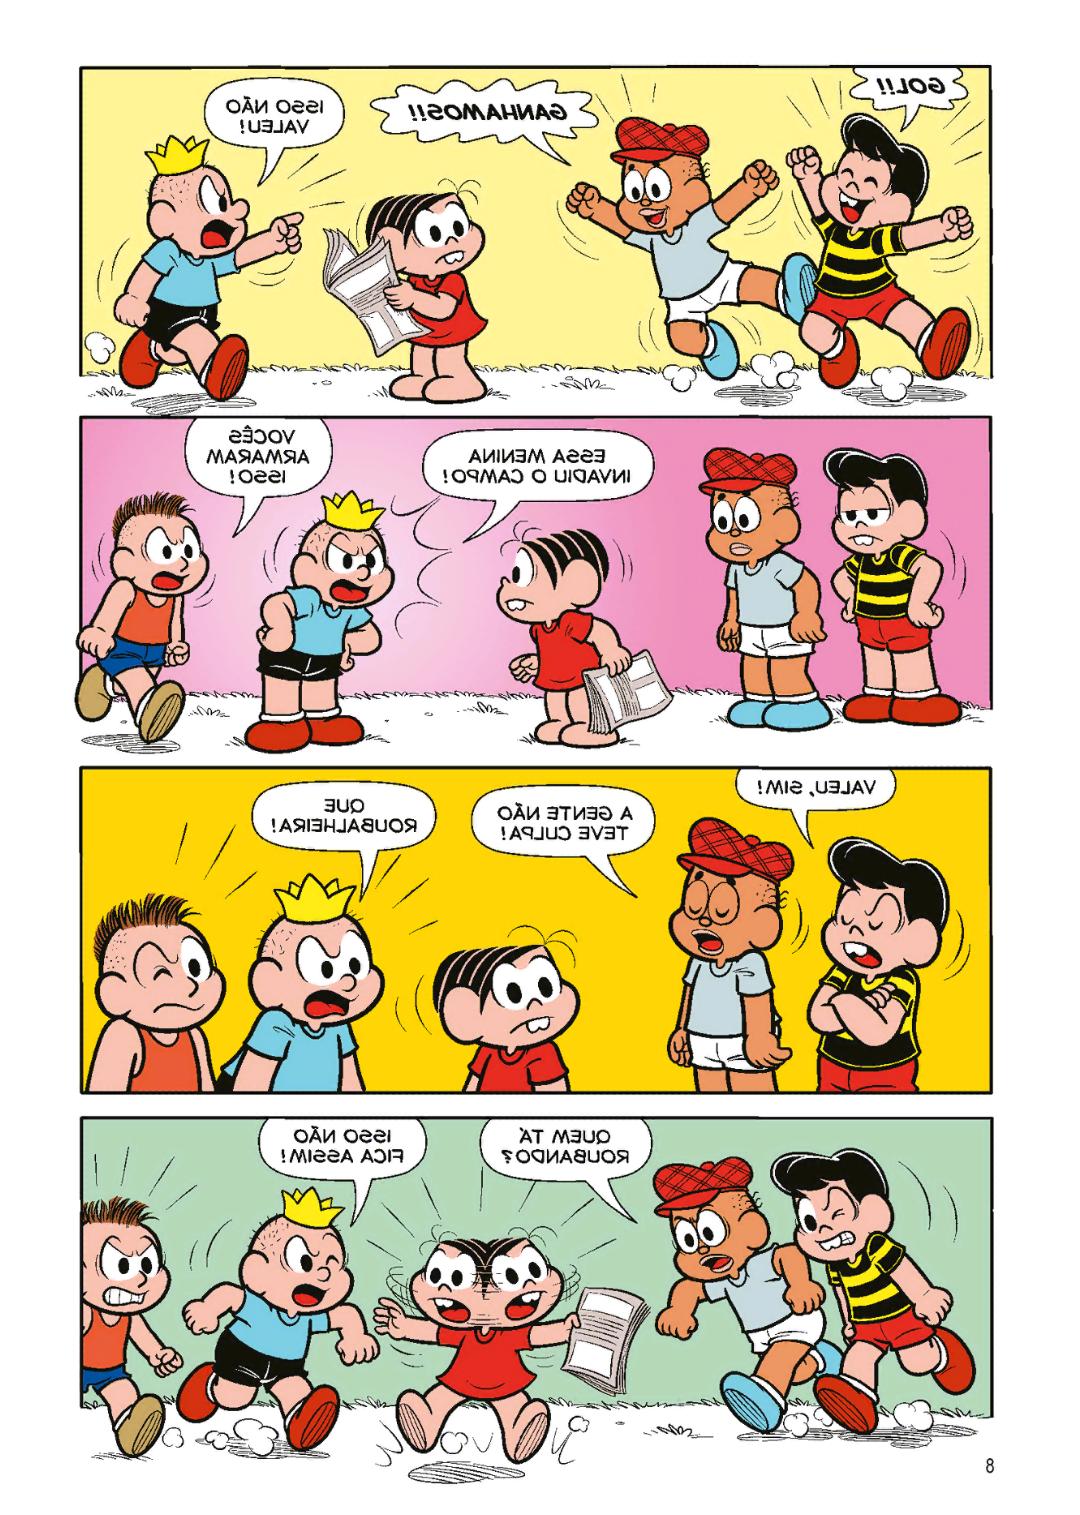 GOL!!
GANHAMOS!!
ISSO NÃO
VALEU!
ESSA MENINA
INVADIU O CAMPO!
VOCÊS
ARMARAM
ISSO!
VALEU, SIM!
A GENTE NÃO
TEVE CULPA!
QUE
ROUBALHEIRA!
QUEM TÁ
ROUBANDO?
ISSO NÃO
FICA ASSIM!
8